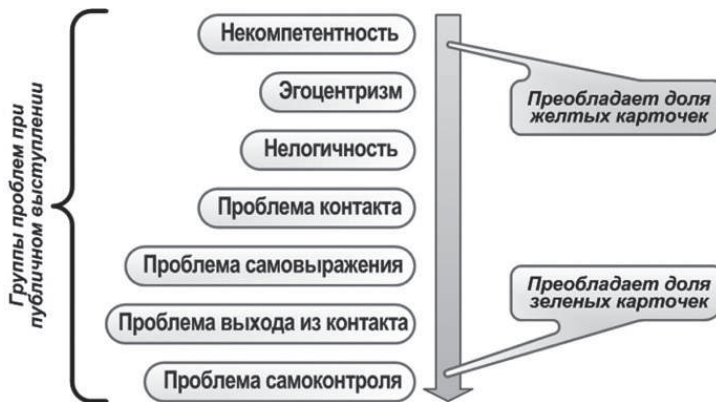 Группы проблем при
публичном выступлении
Некомпетентность
Эгоцентризм
Нелогичность
Проблема контакта
Проблема самовыражения
Проблема выхода из контакта
Проблема самоконтроля
Преобладает доля
желтых карточек
Преобладает доля
зеленых карточек